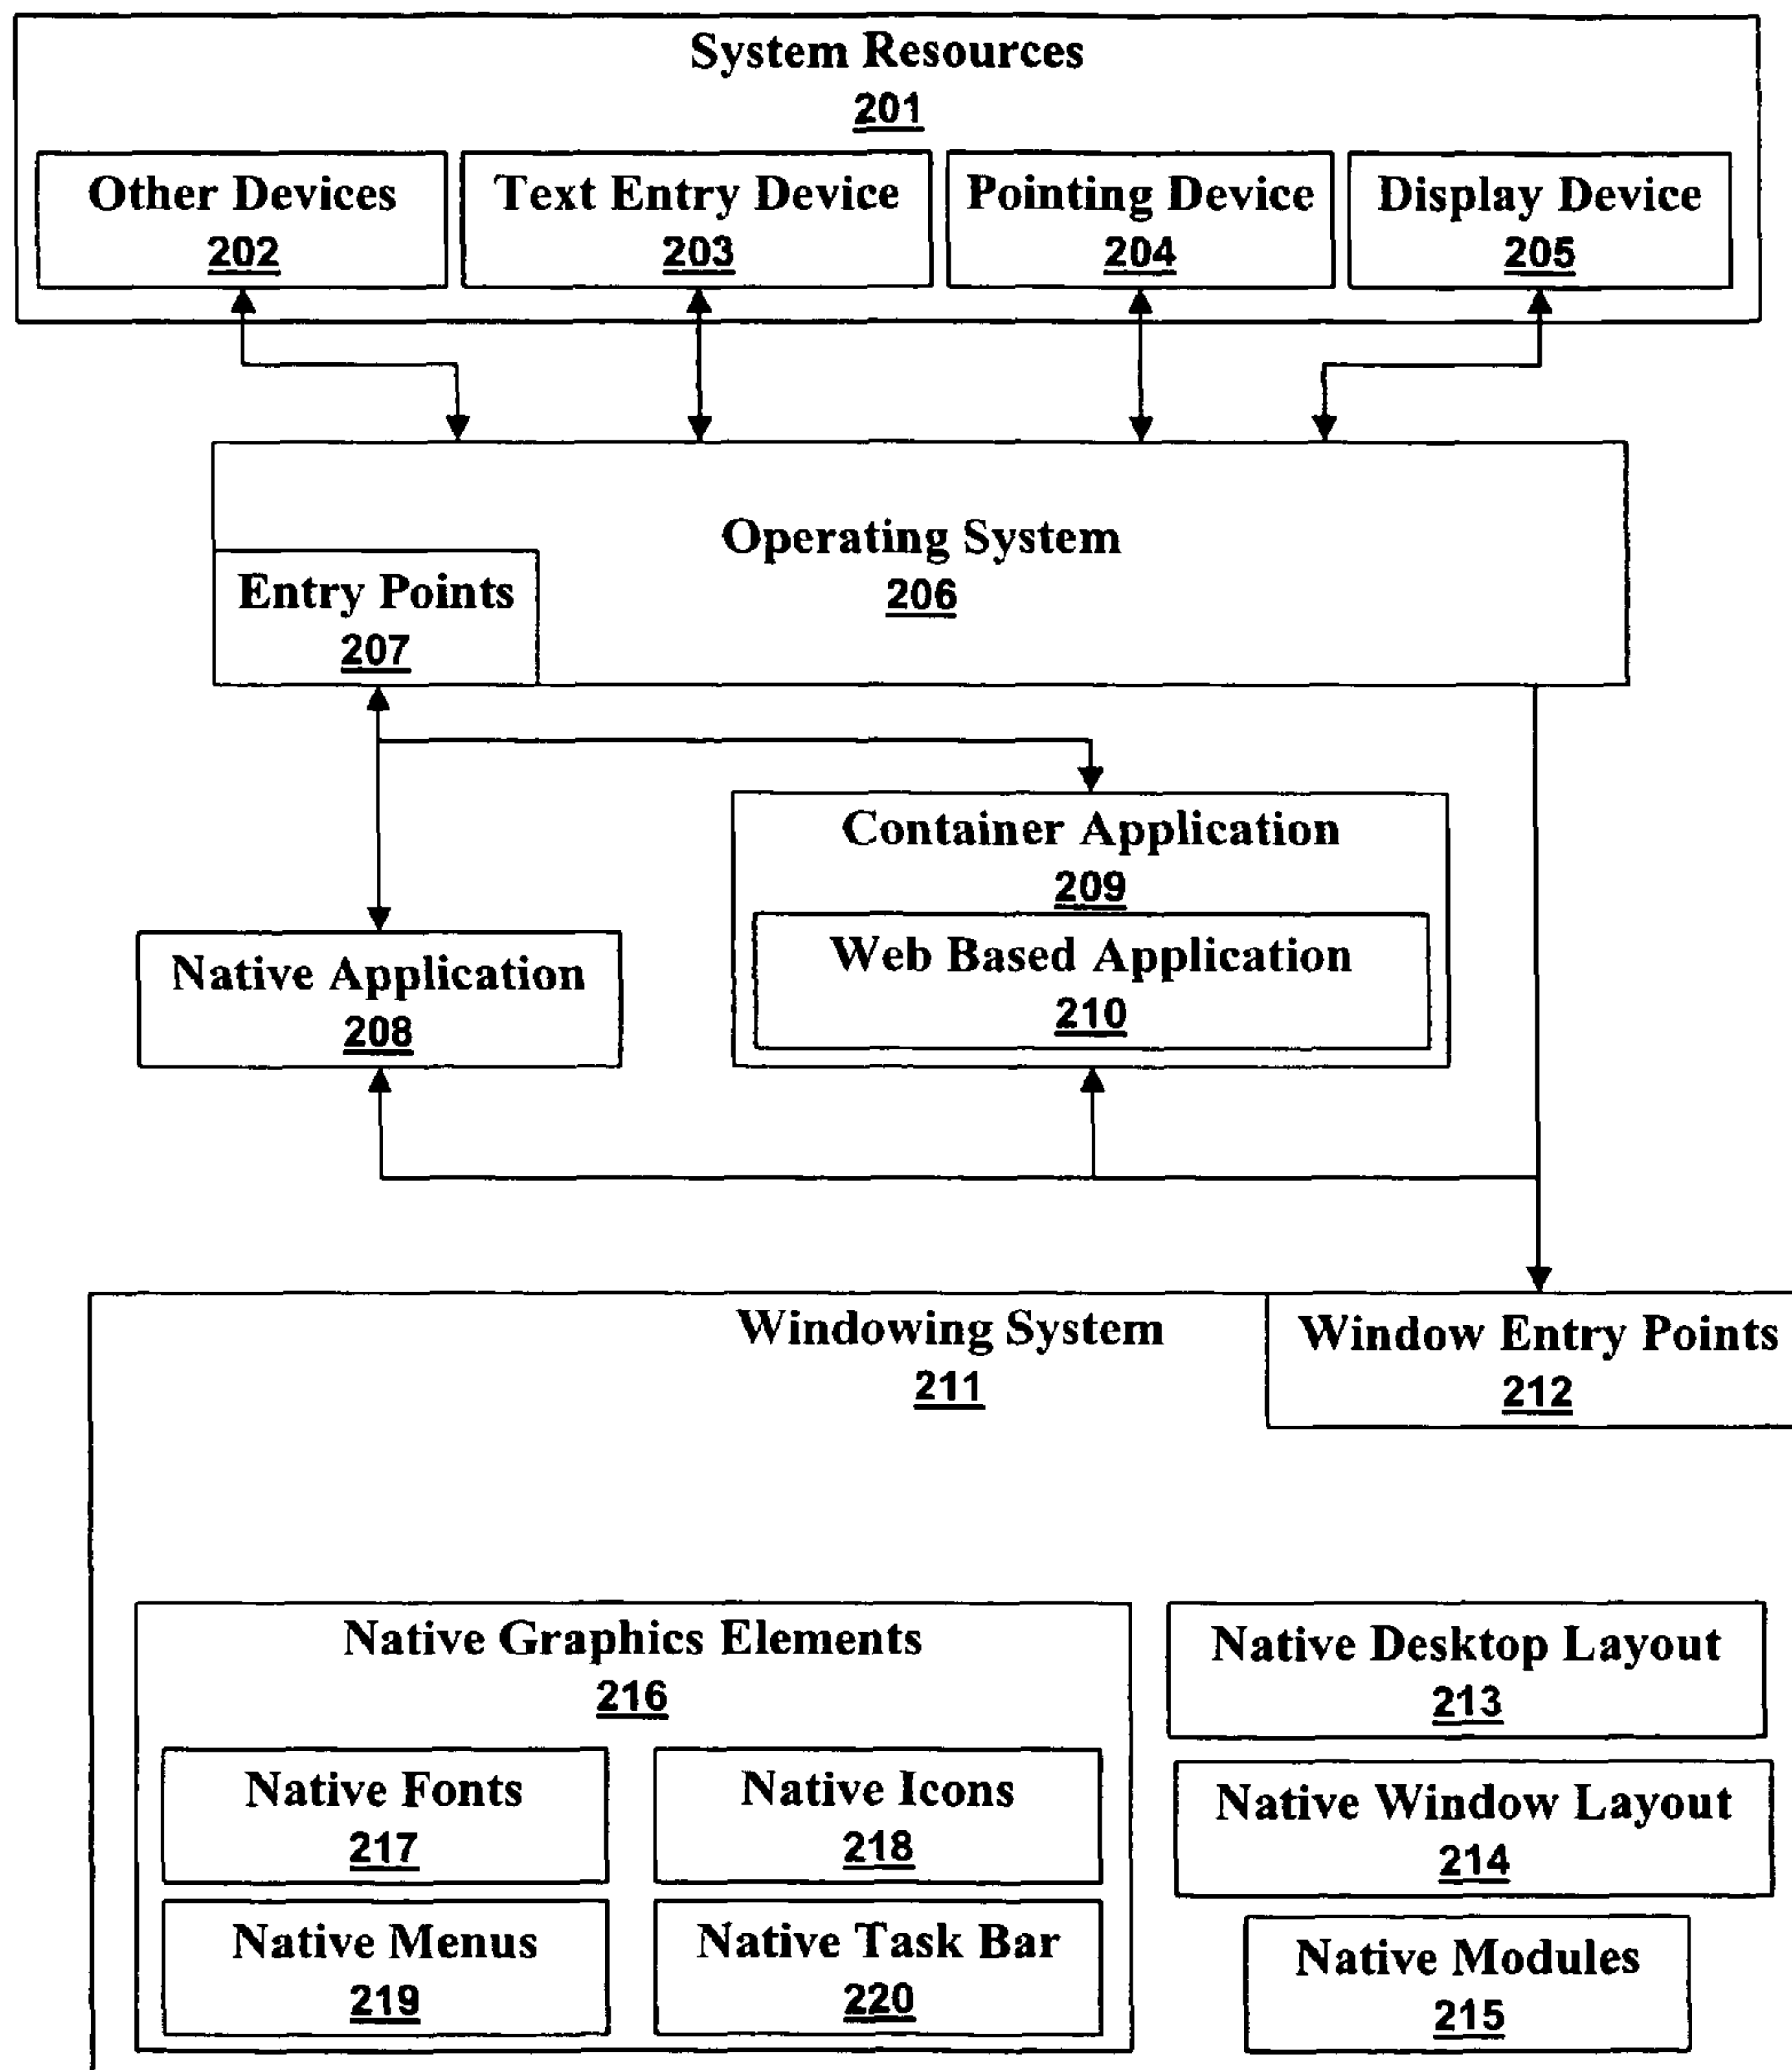 System Resources
201
Other Devices
202
Text Entry Device
203
Pointing Device
204
Display Device
205
Operating System
206
Entry Points
207
Container Application
209
Web Based Application
210
Native Application
208
Windowing System
211
Window Entry Points
212
Native Graphics Elements
216
Native Fonts
217
Native Icons
218
Native Menus
219
Native Task Bar
220
Native Desktop Layout
213
Native Window Layout
214
Native Modules
215